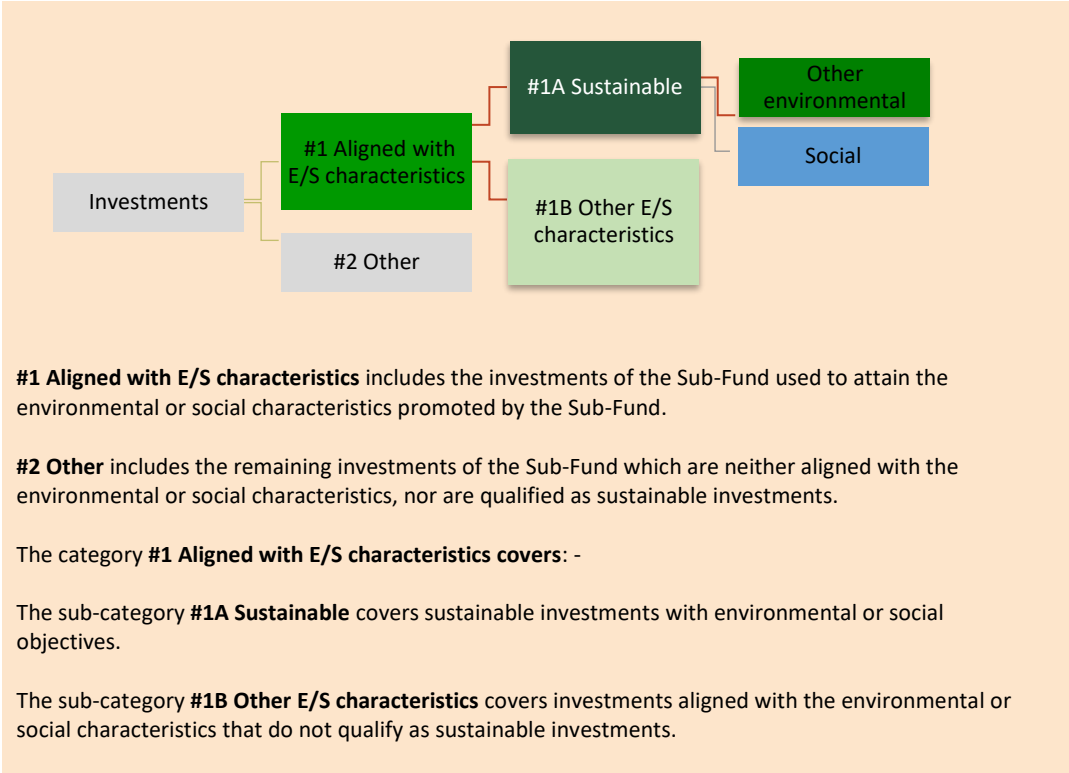 Investments
#1 Aligned with
E/S characteristics
#2 Other
#1A Sustainable
#1B Other E/S
characteristics
Other
environmental
Social
#1 Aligned with E/S characteristics includes the investments of the Sub-Fund used to attain the
environmental or social characteristics promoted by the Sub-Fund.
#2 Other includes the remaining investments of the Sub-Fund which are neither aligned with the
environmental or social characteristics, nor are qualified as sustainable investments.
The category #1 Aligned with E/S characteristics covers: -
The sub-category #1A Sustainable covers sustainable investments with environmental or social
objectives.
The sub-category #1B Other E/S characteristics covers investments aligned with the environmental or
social characteristics that do not qualify as sustainable investments.